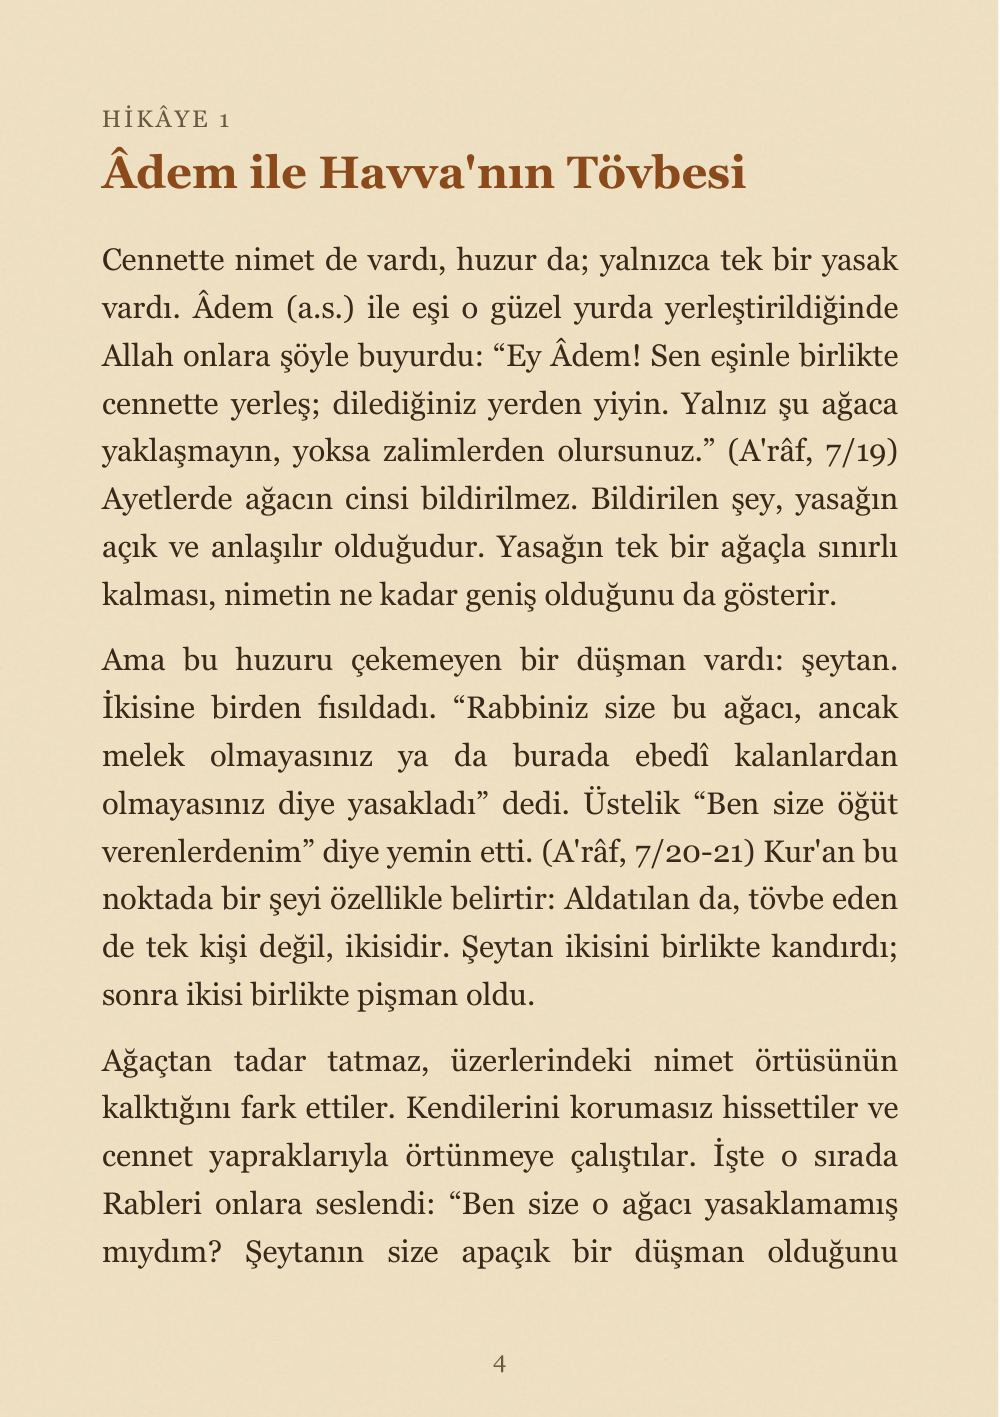 HİKÂYE 1
Âdem ile Havva'nın Tövbesi
Cennette nimet de vardı, huzur da; yalnızca tek bir yasak
vardı. Âdem (a.s.) ile eşi o güzel yurda yerleştirildiğinde
Allah onlara şöyle buyurdu: “Ey Âdem! Sen eşinle birlikte
cennette yerleş; dilediğiniz yerden yiyin. Yalnız şu ağaca
yaklaşmayın, yoksa zalimlerden olursunuz.” (A'râf, 7/19)
Ayetlerde ağacın cinsi bildirilmez. Bildirilen şey, yasağın
açık ve anlaşılır olduğudur. Yasağın tek bir ağaçla sınırlı
kalması, nimetin ne kadar geniş olduğunu da gösterir.
Ama bu huzuru çekemeyen bir düşman vardı: şeytan.
İkisine birden fısıldadı. “Rabbiniz size bu ağacı, ancak
melek olmayasınız ya da burada ebedî kalanlardan
olmayasınız diye yasakladı” dedi. Üstelik “Ben size öğüt
verenlerdenim” diye yemin etti. (A'râf, 7/20-21) Kur'an bu
noktada bir şeyi özellikle belirtir: Aldatılan da, tövbe eden
de tek kişi değil, ikisidir. Şeytan ikisini birlikte kandırdı;
sonra ikisi birlikte pişman oldu.
Ağaçtan tadar tatmaz, üzerlerindeki nimet örtüsünün
kalktığını fark ettiler. Kendilerini korumasız hissettiler ve
cennet yapraklarıyla örtünmeye çalıştılar. İşte o sırada
Rableri onlara seslendi: “Ben size o ağacı yasaklamamış
mıydım? Şeytanın size apaçık bir düşman olduğunu
4